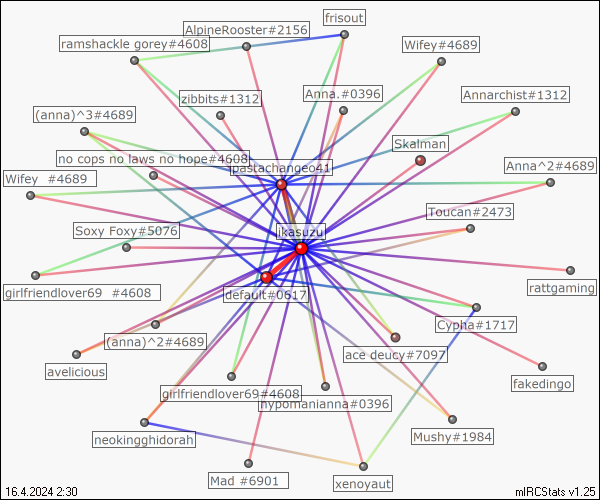 frisout
AlpineRooster#2156
ramshackle gorey#4608
Wifey#4689
Anna.#0396
zibbits#1312
Annarchist#1312
(anna)^3#4689
Skalman
no cops no laws no hope#4608
pastachangeo41
Anna^2#4689
Wifey #4689
Toucan#2473
Soxy Foxy#5076
jkasuzu
rattgaming
girlfriendlover69 #4608
default#0617
Cypha#1717
(anna)^2#4689
ace deucy#7097
avelicious
fakedingo
girlfriendlover69#4608
hypomanianna#0396
neokingghidorah
Mushy#1984
Mad #6901
xenoyaut
16.4.2024 2:30
mIRCStats v1.25